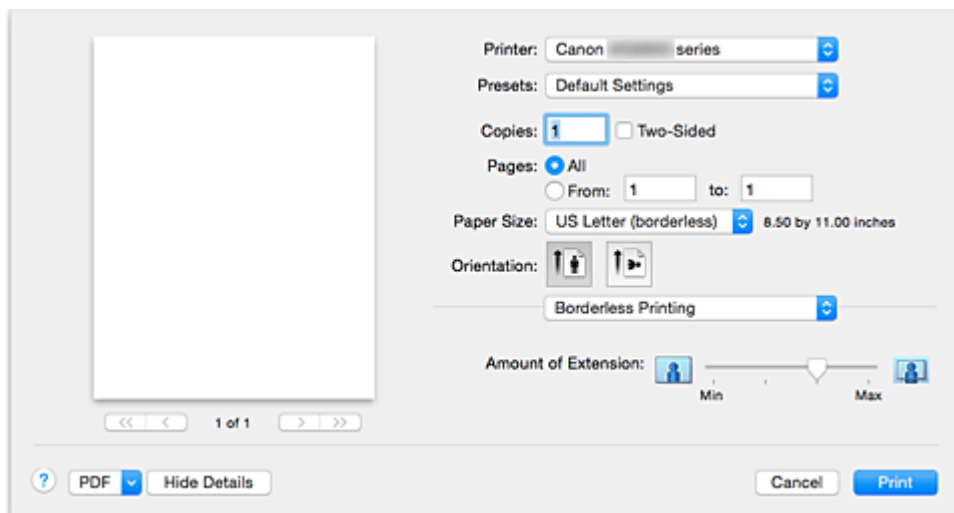 Printer: Canon series
Presets: Default Settings
Copies: 1 Two-Sided
Pages: All
From: 1 to: 1
Paper Size: US Letter (borderless) 8.50 by 11.00 inches
Orientation:
Borderless Printing
Amount of Extension:
Min Max
<< < 1 of 1 > >>
? PDF Hide Details Cancel Print